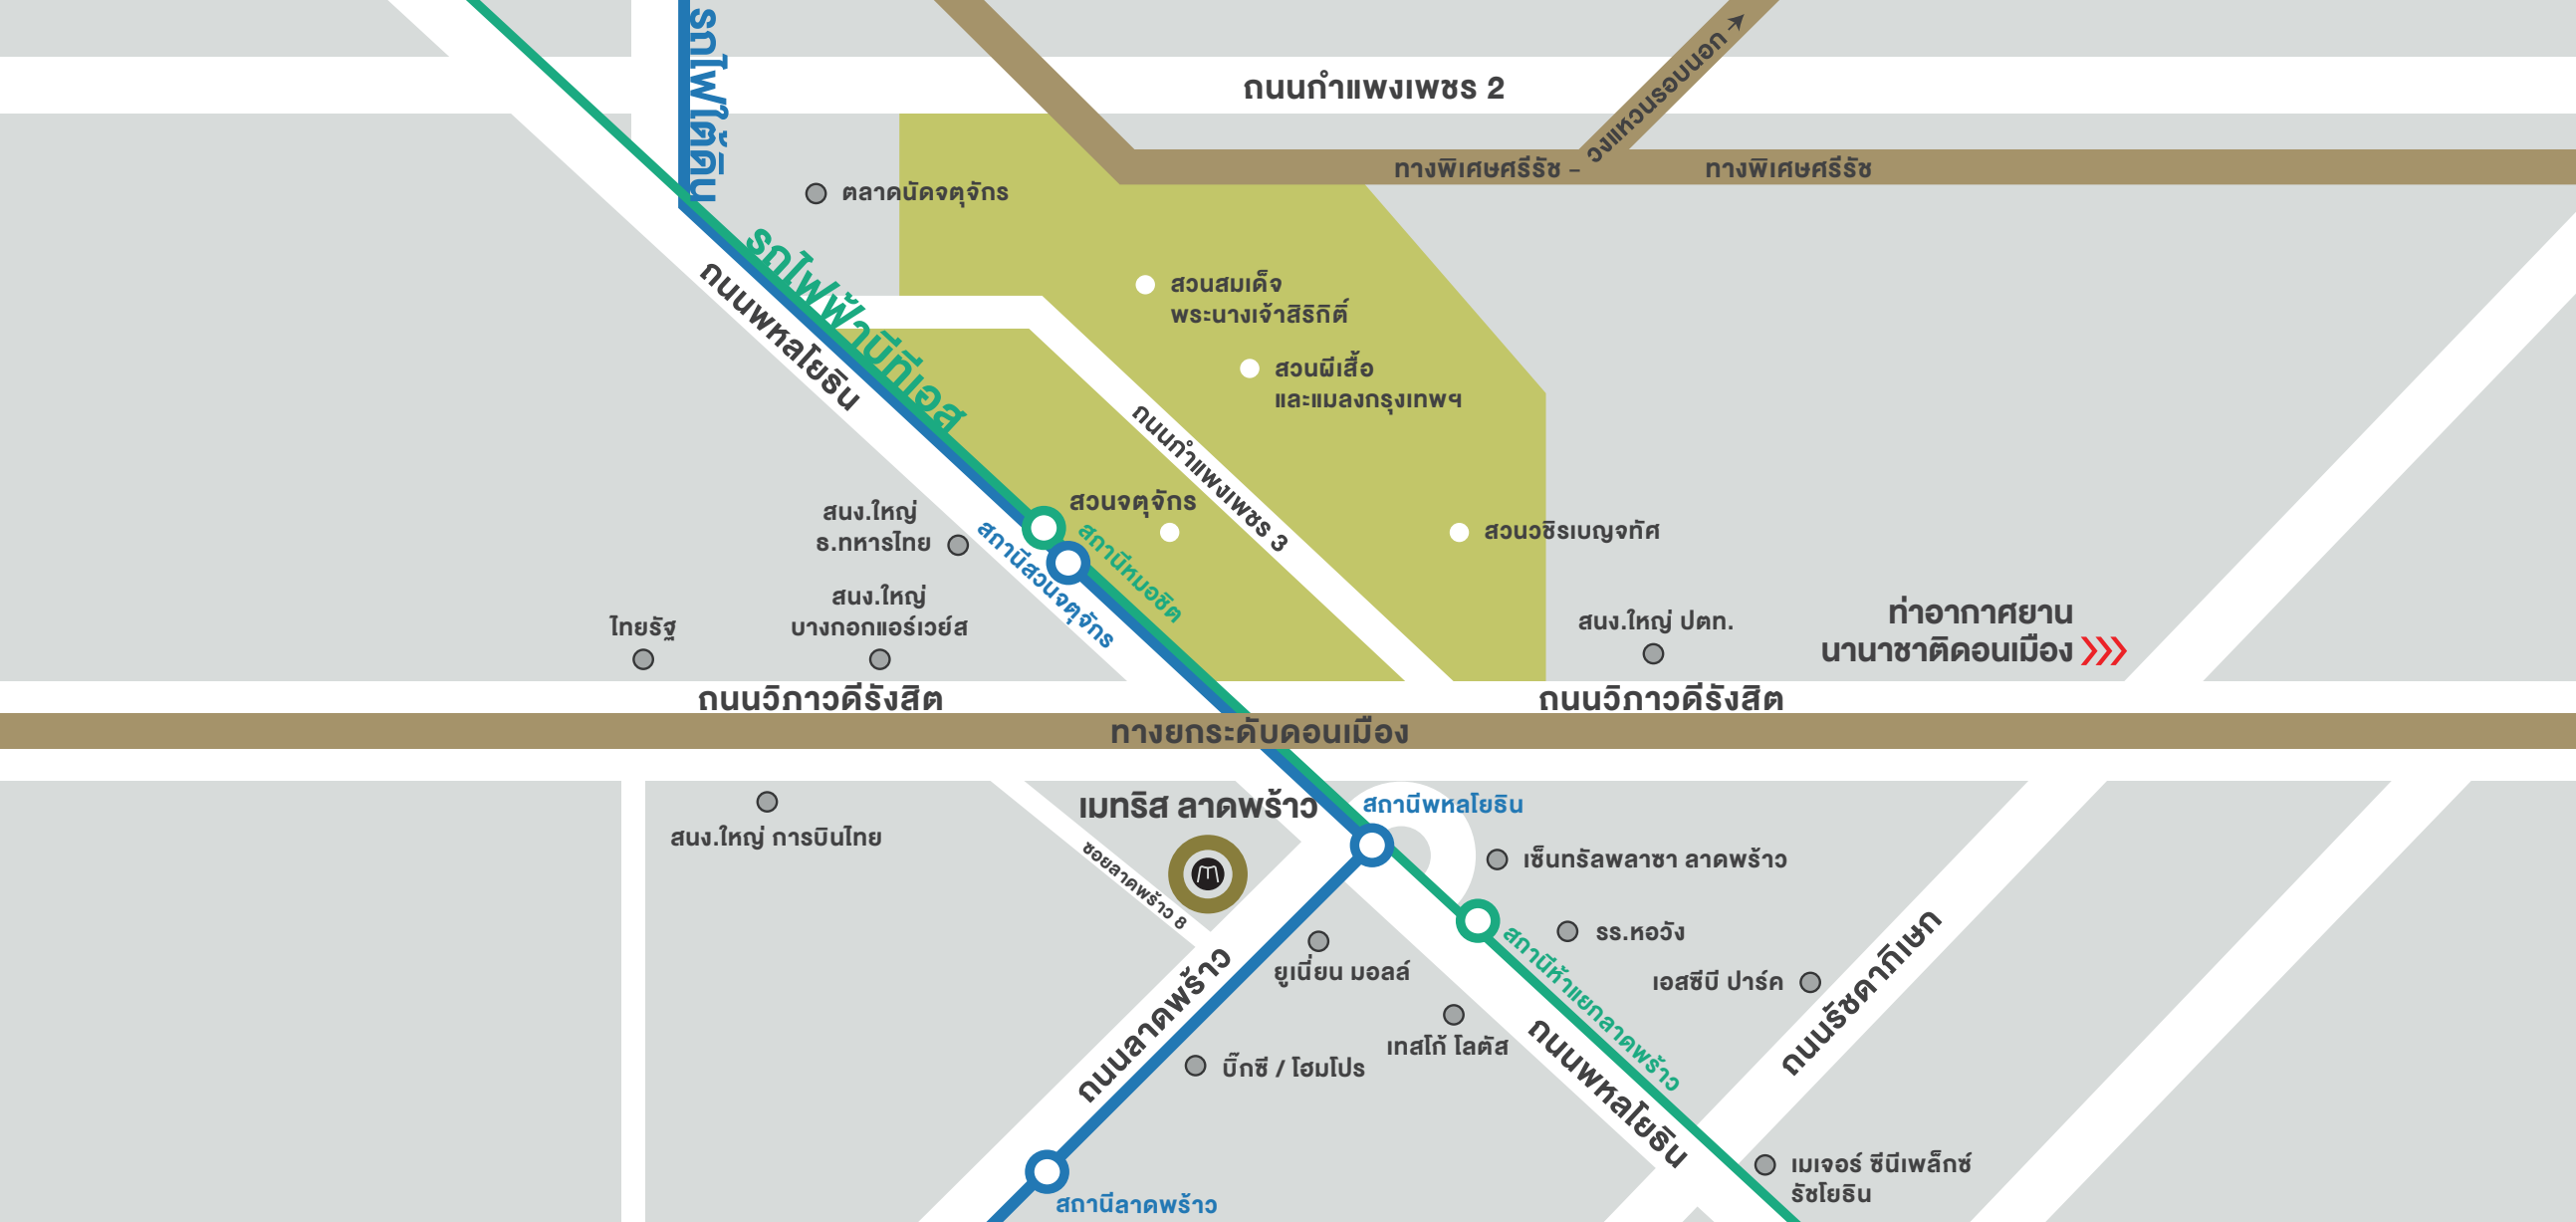 รถไฟใต้ดิน
ถนนกำแพงเพชร 2
วงแหวนรอบนอก
ทางพิเศษศรีรัช -
ทางพิเศษศรีรัช
ตลาดนัดจตุจักร
รถไฟฟ้าบีทีเอส
ถนนพหลโยธิน
สวนสมเด็จ
พระนางเจ้าสิริกิติ์
สวนผีเสื้อ
และแมลงกรุงเทพฯ
ถนนกำแพงเพชร 3
สวนจตุจักร
สนง.ใหญ่
ธ.ทหารไทย
สถานีสวนจตุจักร
สถานีหมอชิต
สวนวชิรเบญจทัศ
สนง.ใหญ่
บางกอกแอร์เวย์ส
ไทยรัฐ
สนง.ใหญ่ ปตท.
ท่าอากาศยาน
นานาชาติดอนเมือง
ถนนวิภาวดีรังสิต
ถนนวิภาวดีรังสิต
ทางยกระดับดอนเมือง
เมทริส ลาดพร้าว
สถานีพหลโยธิน
สนง.ใหญ่ การบินไทย
ซอยลาดพร้าว 8
เซ็นทรัลพลาซา ลาดพร้าว
รร.หอวัง
ยูเนี่ยน มอลล์
สถานีห้าแยกลาดพร้าว
เอสซีบี ปาร์ค
ถนนรัชดาภิเษก
ถนนลาดพร้าว
เทสโก้ โลตัส
บิ๊กซี / โฮมโปร
ถนนพหลโยธิน
เมเจอร์ ซีนีเพล็กซ์
รัชโยธิน
สถานีลาดพร้าว